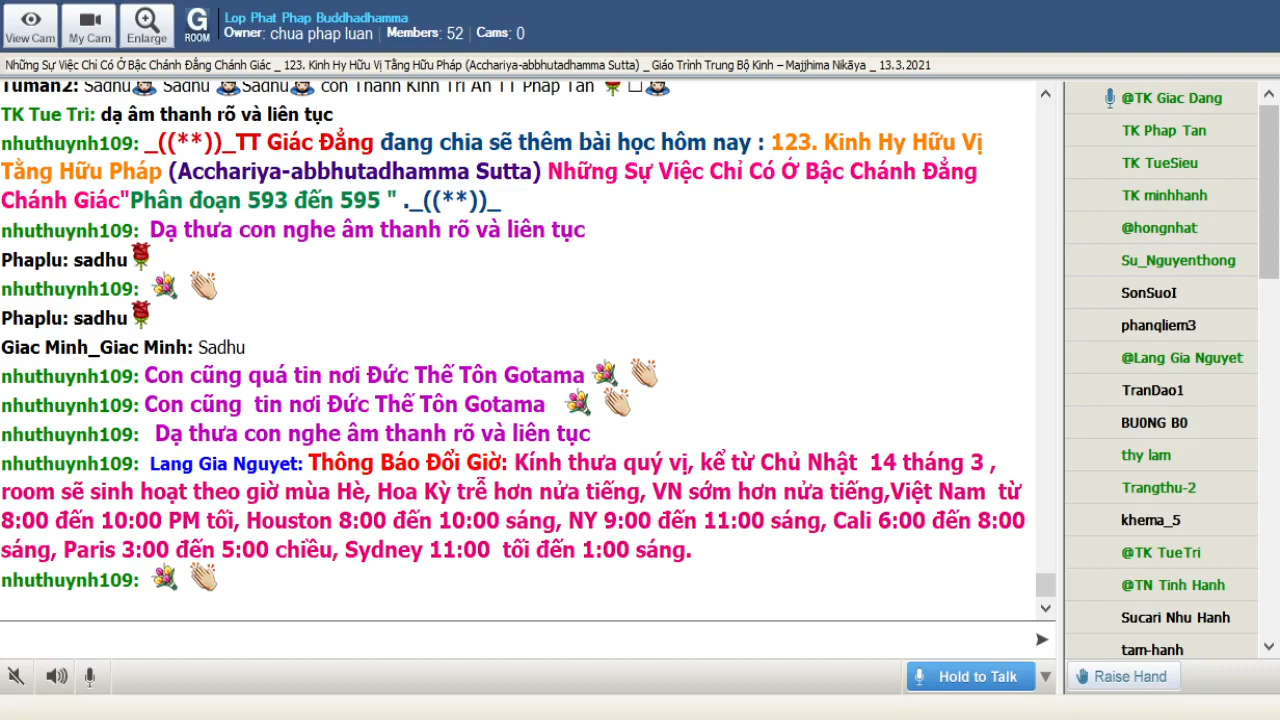 View Cam
My Cam
Enlarge
G
ROOM
Lop Phat Phap Buddhadhamma
Owner: chua phap luan | Members: 52 | Cams: 0
Những Sự Việc Chỉ Có Ở Bậc Chánh Đẳng Chánh Giác _ 123. Kinh Hy Hữu Vị Tằng Hữu Pháp (Acchariya-abbhutadhamma Sutta) _ Giáo Trình Trung Bộ Kinh – Majjhima Nikāya _ 13.3.2021
Tuman2: Sadhu Sadhu Sadhu con Thanh Kinh Tri Ân TT Pháp Tân
TK Tue Tri: dạ âm thanh rõ và liên tục
nhuthuynh109: _((**))_TT Giác Đẳng đang chia sẽ thêm bài học hôm nay : 123. Kinh Hy Hữu Vị
Tằng Hữu Pháp (Acchariya-abbhutadhamma Sutta) Những Sự Việc Chỉ Có Ở Bậc Chánh Đẳng
Chánh Giác"Phân đoạn 593 đến 595 " ._((**))_
nhuthuynh109: Dạ thưa con nghe âm thanh rõ và liên tục
Phaplu: sadhu
nhuthuynh109:
Phaplu: sadhu
Giac Minh_Giac Minh: Sadhu
nhuthuynh109: Con cũng quá tin nơi Đức Thế Tôn Gotama
nhuthuynh109: Con cũng tin nơi Đức Thế Tôn Gotama
nhuthuynh109: Dạ thưa con nghe âm thanh rõ và liên tục
nhuthuynh109: Lang Gia Nguyet: Thông Báo Đổi Giờ: Kính thưa quý vị, kể từ Chủ Nhật 14 tháng 3 ,
room sẽ sinh hoạt theo giờ mùa Hè, Hoa Kỳ trễ hơn nửa tiếng, VN sớm hơn nửa tiếng,Việt Nam từ
8:00 đến 10:00 PM tối, Houston 8:00 đến 10:00 sáng, NY 9:00 đến 11:00 sáng, Cali 6:00 đến 8:00
sáng, Paris 3:00 đến 5:00 chiều, Sydney 11:00 tối đến 1:00 sáng.
nhuthuynh109:
@TK Giac Dang
TK Phap Tan
TK TueSieu
TK minhhanh
@hongnhat
Su_Nguyenthong
SonSuoI
phanqliem3
@Lang Gia Nguyet
TranDao1
BU0NG B0
thy lam
Trangthu-2
khema_5
@TK TueTri
@TN Tinh Hanh
Sucari Nhu Hanh
tam-hanh
Hold to Talk
Raise Hand